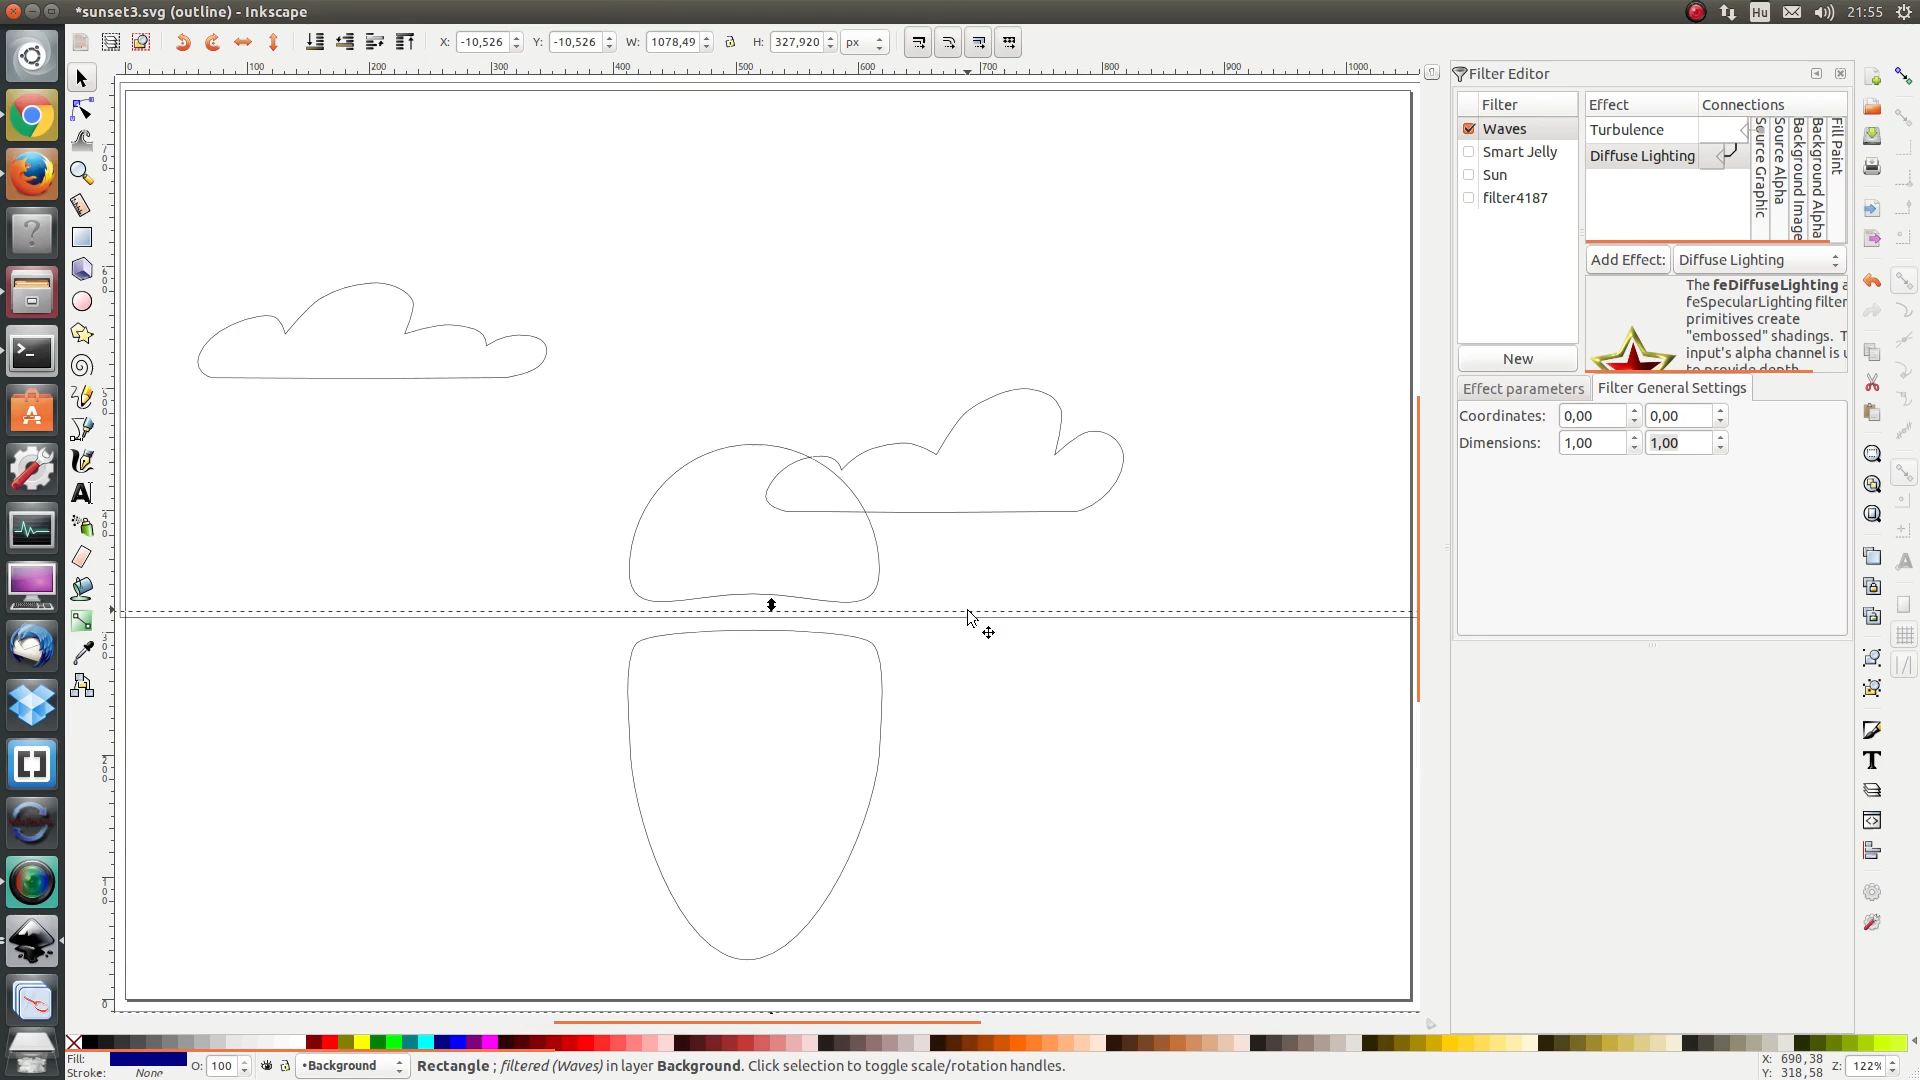 *sunset3.svg (outline) - Inkscape
Hu
21:55
X: -10,526 Y: -10,526 W: 1078,49 H: 327,920 px
0 100 200 300 400 500 600 700 800 900 1000
Filter Editor
Filter
Waves
Smart Jelly
Sun
filter4187
New
Effect Connections
Turbulence
Diffuse Lighting
Source Graphic
Source Alpha
Background Image
Background Alpha
Fill Paint
Add Effect: Diffuse Lighting
The feDiffuseLighting a
feSpecularLighting filter
primitives create
"embossed" shadings. T
input's alpha channel is u
to provide depth
Effect parameters Filter General Settings
Coordinates: 0,00 0,00
Dimensions: 1,00 1,00
Fill:
Stroke: None
O: 100
•Background
Rectangle ; filtered (Waves) in layer Background. Click selection to toggle scale/rotation handles.
X: 690,38
Y: 318,58
Z: 122%